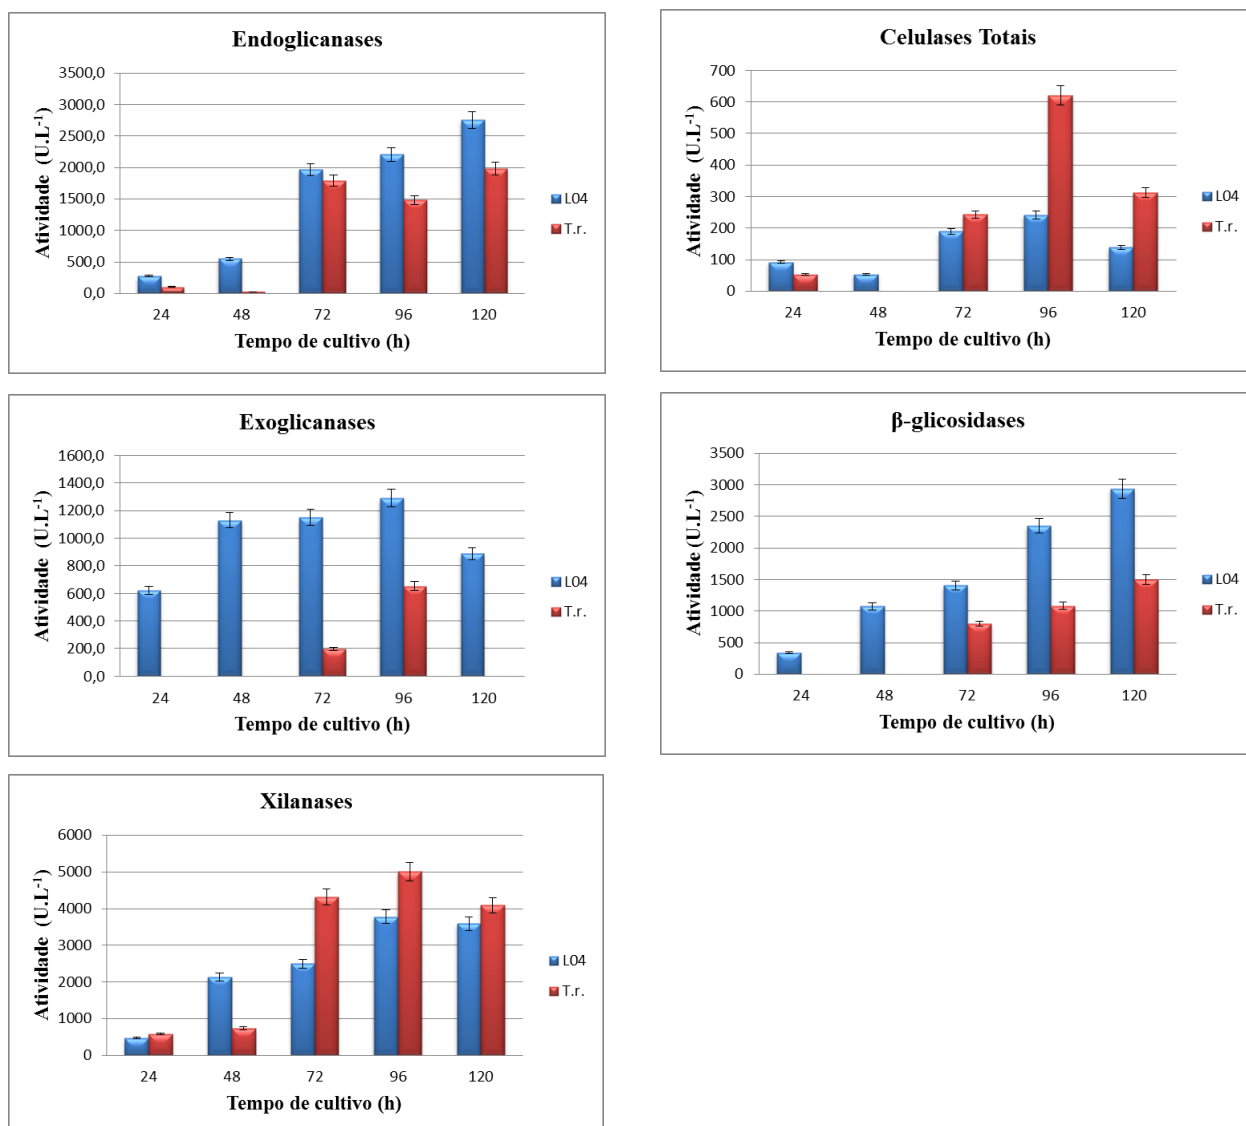 Endoglicanases
Atividade (U.L-1)
3500,0
3000,0
2500,0
2000,0
1500,0
1000,0
500,0
0,0
24 48 72 96 120
Tempo de cultivo (h)
L04
T.r.
Celulases Totais
Atividade (U.L-1)
700
600
500
400
300
200
100
0
24 48 72 96 120
Tempo de cultivo (h)
L04
T.r.
Exoglicanases
Atividade (U.L-1)
1600,0
1400,0
1200,0
1000,0
800,0
600,0
400,0
200,0
0,0
24 48 72 96 120
Tempo de cultivo (h)
L04
T.r.
β-glicosidases
Atividade (U.L-1)
3500
3000
2500
2000
1500
1000
500
0
24 48 72 96 120
Tempo de cultivo (h)
L04
T.r.
Xilanases
Atividade (U.L-1)
6000
5000
4000
3000
2000
1000
0
24 48 72 96 120
Tempo de cultivo (h)
L04
T.r.